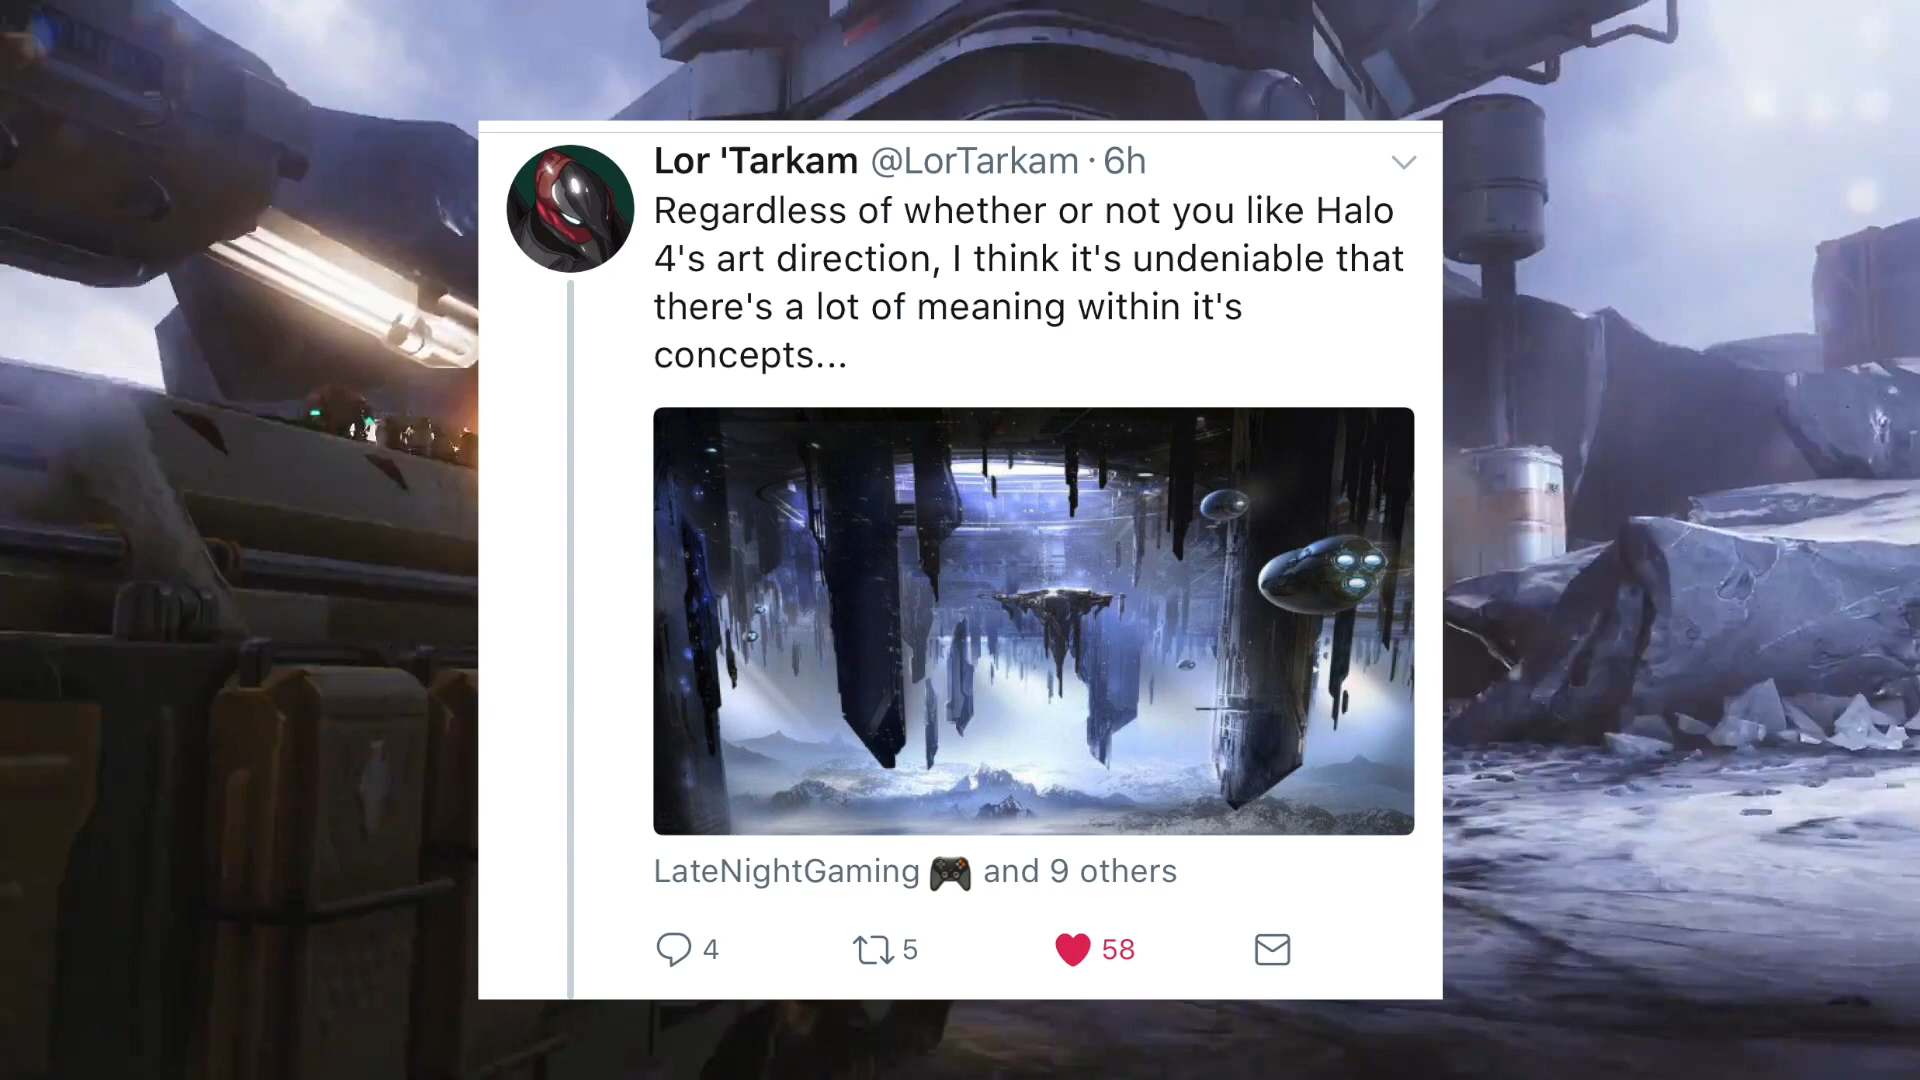 Lor 'Tarkam @LorTarkam · 6h
Regardless of whether or not you like Halo
4's art direction, I think it's undeniable that
there's a lot of meaning within it's
concepts...
LateNightGaming 🎮 and 9 others
4 5 58